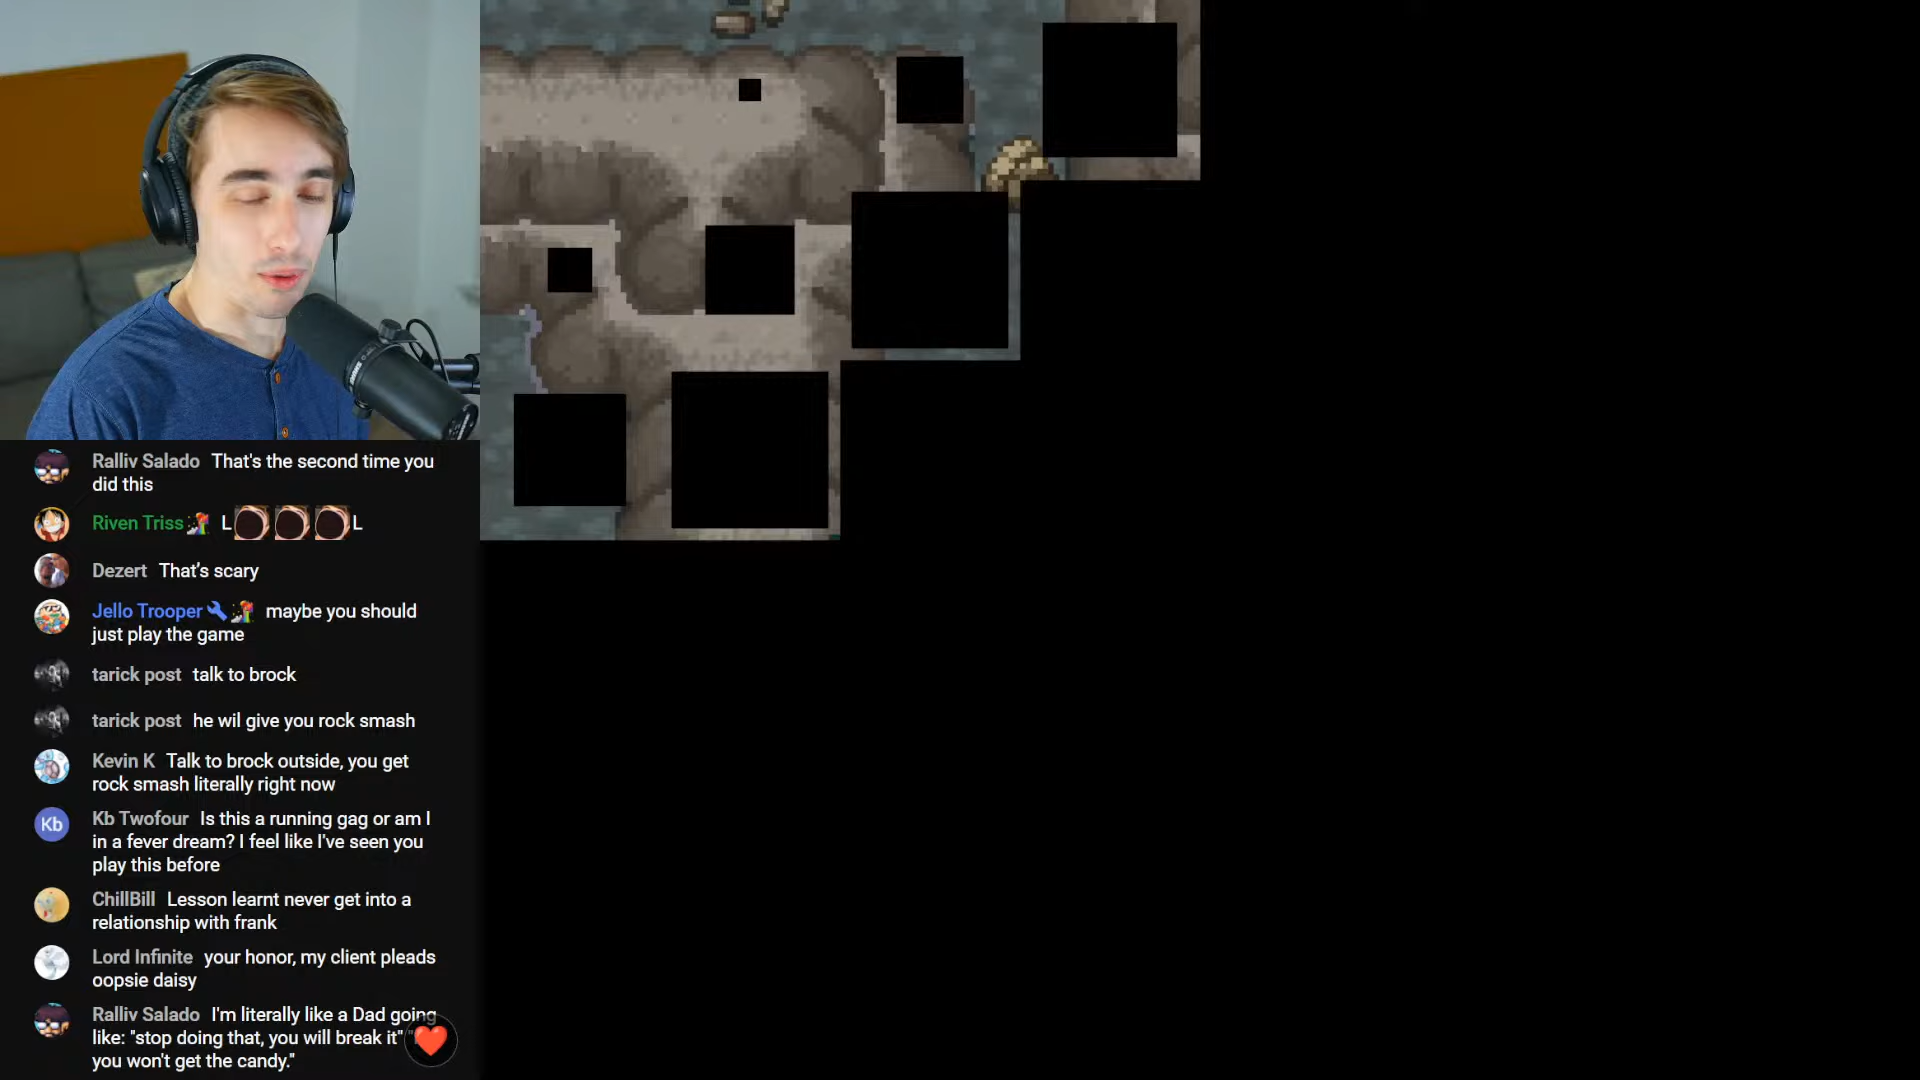 Ralliv Salado That's the second time you
did this
Riven Triss L L
Dezert That's scary
Jello Trooper maybe you should
just play the game
tarick post talk to brock
tarick post he wil give you rock smash
Kevin K Talk to brock outside, you get
rock smash literally right now
Kb Kb Twofour Is this a running gag or am I
in a fever dream? I feel like I've seen you
play this before
ChillBill Lesson learnt never get into a
relationship with frank
Lord Infinite your honor, my client pleads
oopsie daisy
Ralliv Salado I'm literally like a Dad going
like: "stop doing that, you will break it"
you won't get the candy."